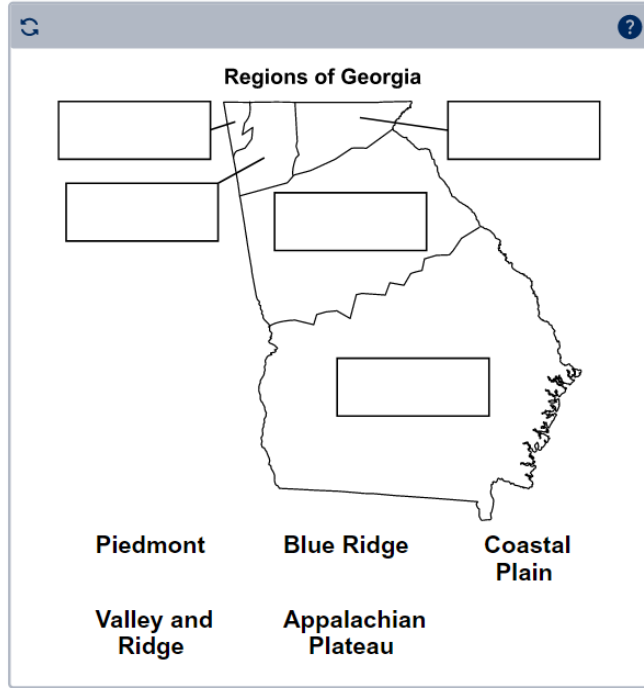 ?
Regions of Georgia
Piedmont
Blue Ridge
Coastal
Plain
Valley and
Ridge
Appalachian
Plateau